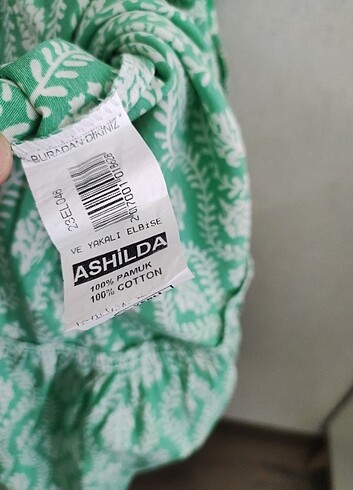 BURADAN DİKİNİZ
23EL046
VE YAKALI ELBİSE
ASHİLDA
100% PAMUK
100% COTTON